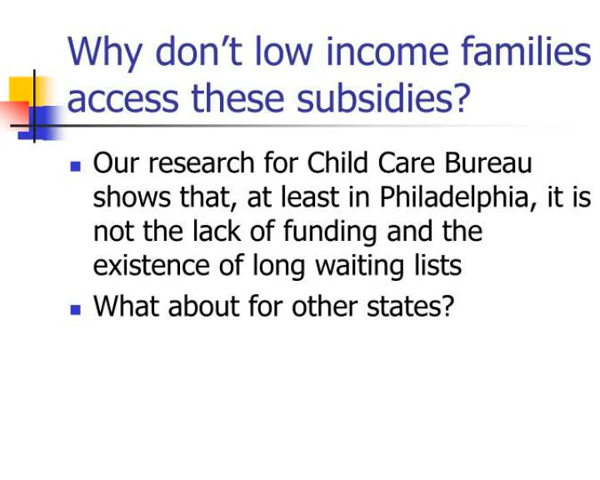 Why don’t low income families
access these subsidies?
Our research for Child Care Bureau
shows that, at least in Philadelphia, it is
not the lack of funding and the
existence of long waiting lists
What about for other states?